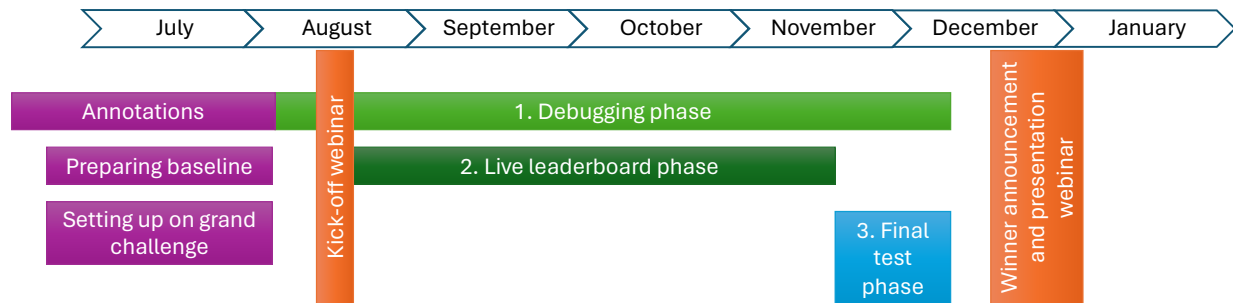 July
August
September
October
November
December
January
Annotations
1. Debugging phase
Preparing baseline
2. Live leaderboard phase
Setting up on grand
challenge
Kick-off webinar
3. Final
test
phase
Winner announcement
and presentation
webinar